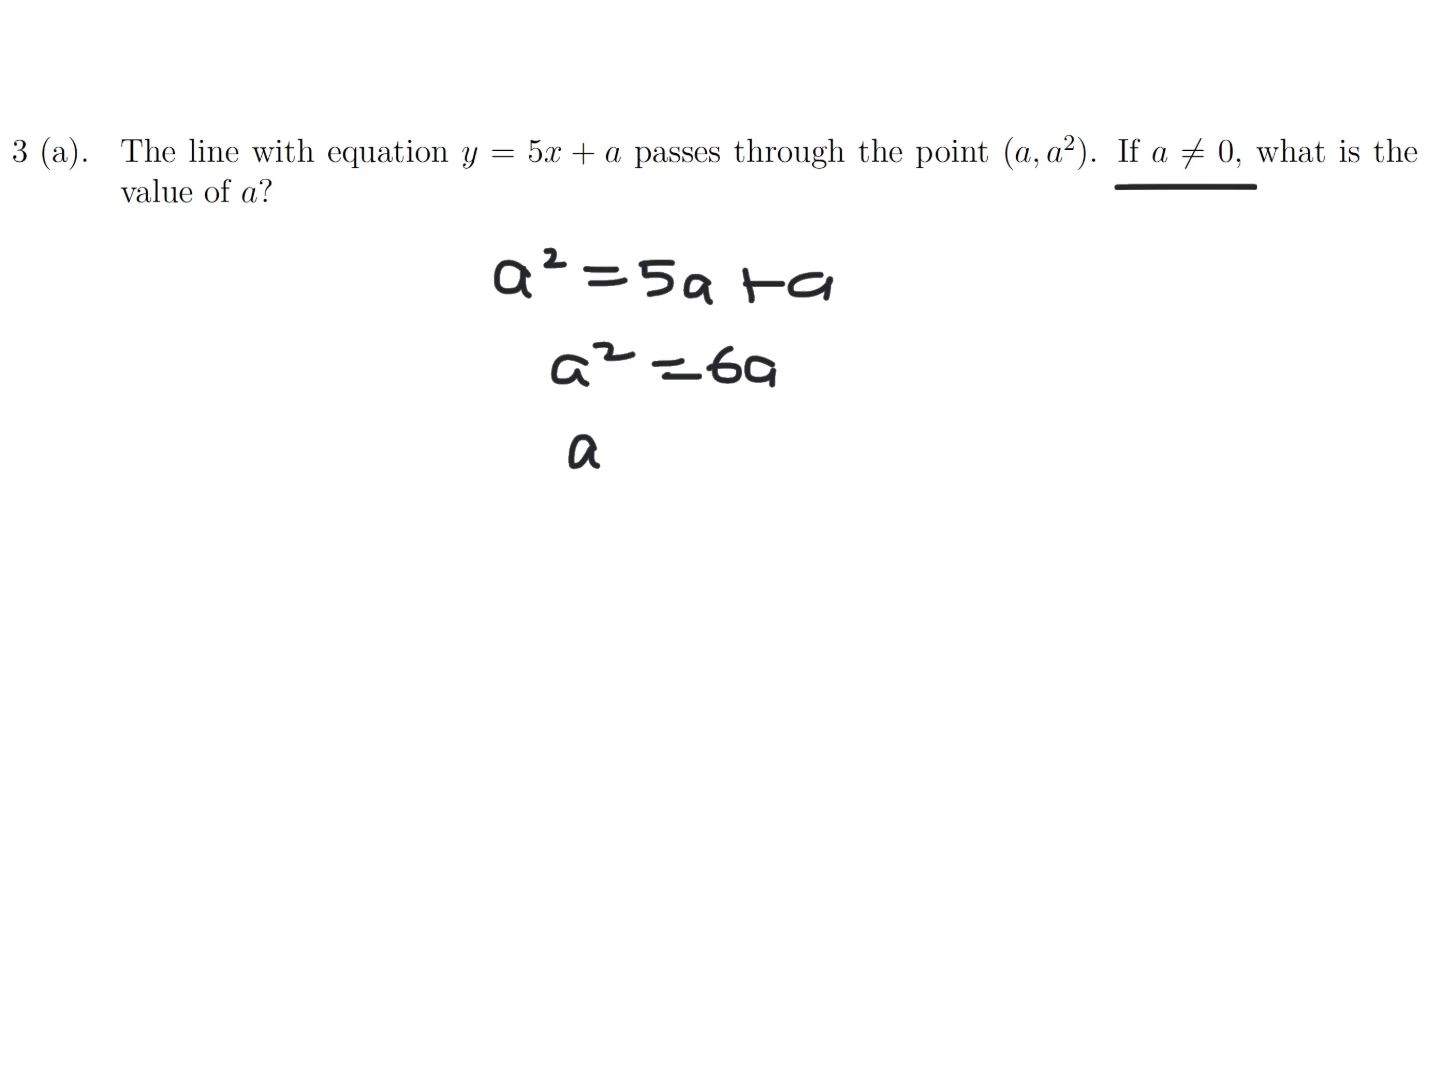 3 (a). The line with equation y = 5x + a passes through the point (a, a²). If a ≠ 0, what is the
value of a?
a² = 5a + a
a² = 6a
a